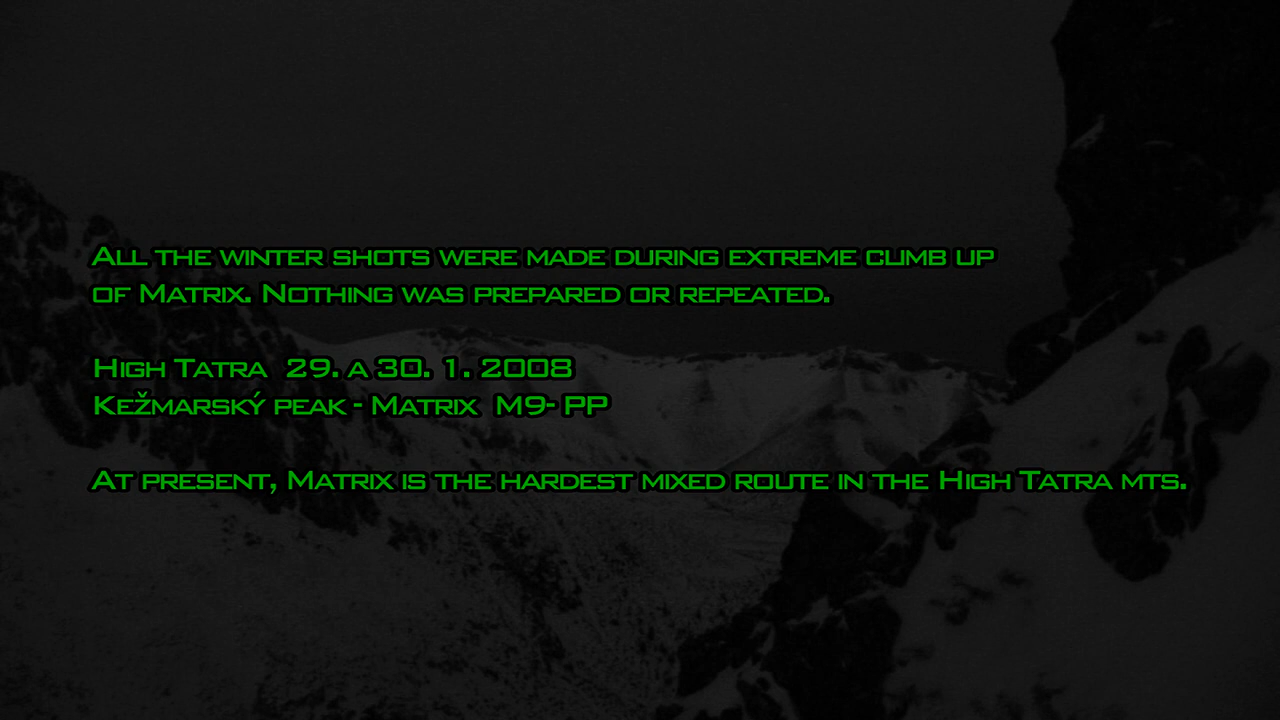 All the winter shots were made during extreme climb up
of Matrix. Nothing was prepared or repeated.
High Tatra 29. a 30. 1. 2008
Kežmarský peak - Matrix M9- PP
At present, Matrix is the hardest mixed route in the High Tatra mts.